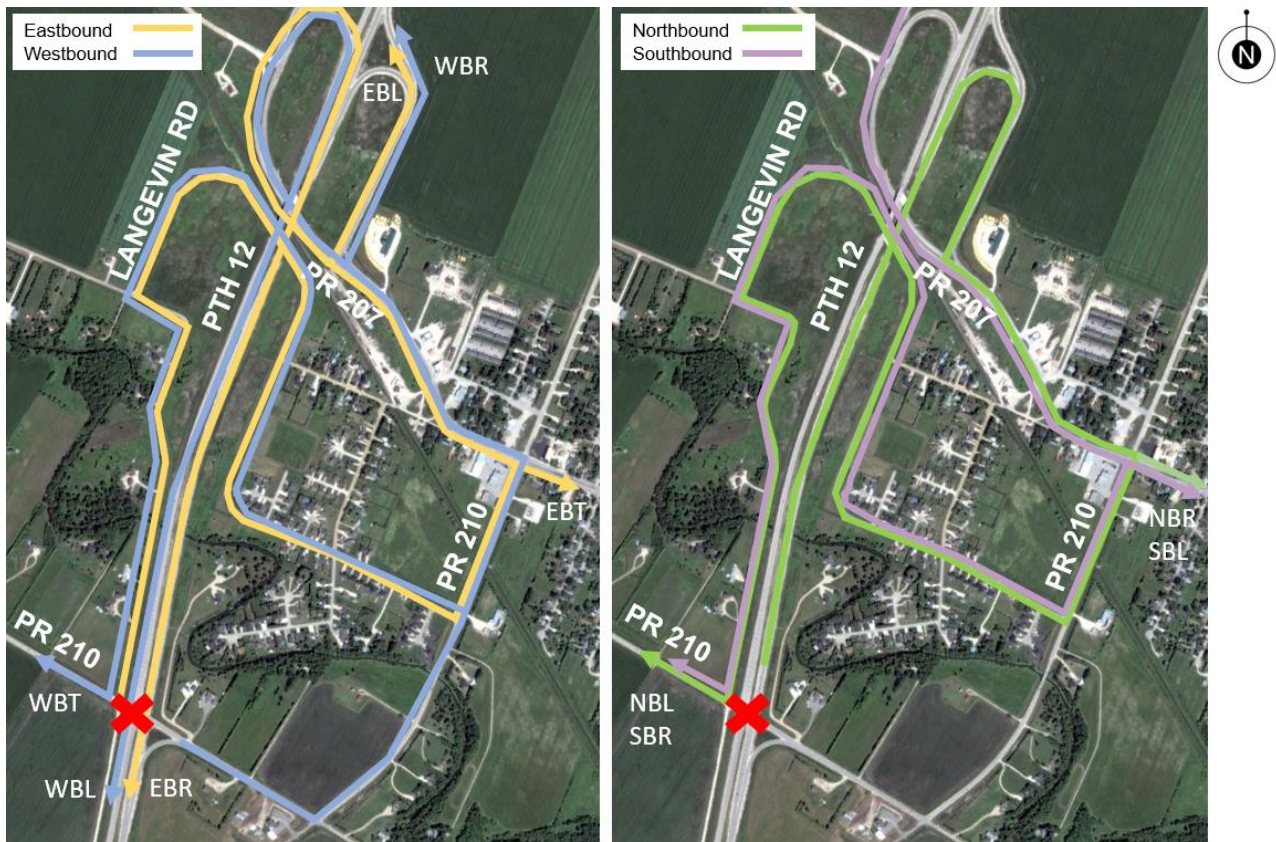 Eastbound
Westbound
WBR
EBL
LANGEVIN RD
PTH 12
PR 207
EBT
PR 210
PR 210
WBT
WBL
EBR
Northbound
Southbound
N
LANGEVIN RD
PTH 12
PR 207
NBR
SBL
PR 210
PR 210
NBL
SBR